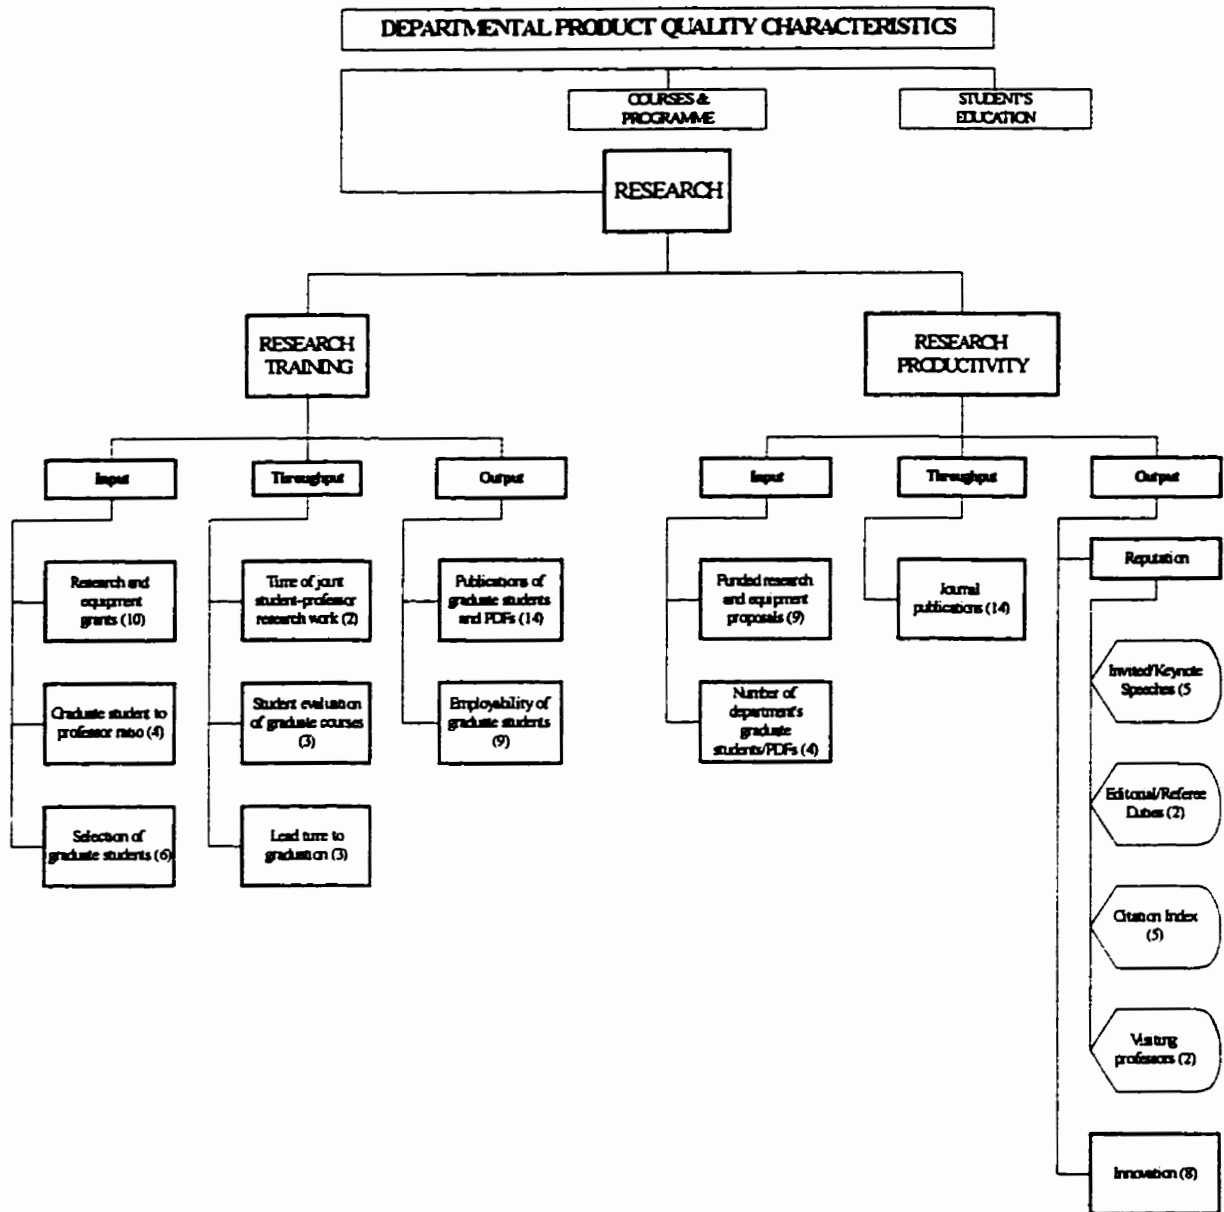 DEPARTMENTAL PRODUCT QUALITY CHARACTERISTICS
COURSES &
PROGRAMME
STUDENT'S
EDUCATION
RESEARCH
RESEARCH
TRAINING
RESEARCH
PRODUCTIVITY
Input
Throughput
Output
Input
Throughput
Output
Research and
equipment
grants (10)
Graduate student to
professor ratio (4)
Selection of
graduate students (6)
Time of joint
student-professor
research work (2)
Student evaluation
of graduate courses
(3)
Lead time to
graduation (3)
Publications of
graduate students
and PDFs (14)
Employability of
graduate students
(9)
Funded research
and equipment
proposals (9)
Number of
department's
graduate
students/PDFs (4)
Journal
publications (14)
Reputation
Invited/Keynote
Speeches (5
Editorial/Referee
Duties (2)
Citation Index
(5)
Visiting
professors (2)
Innovation (8)